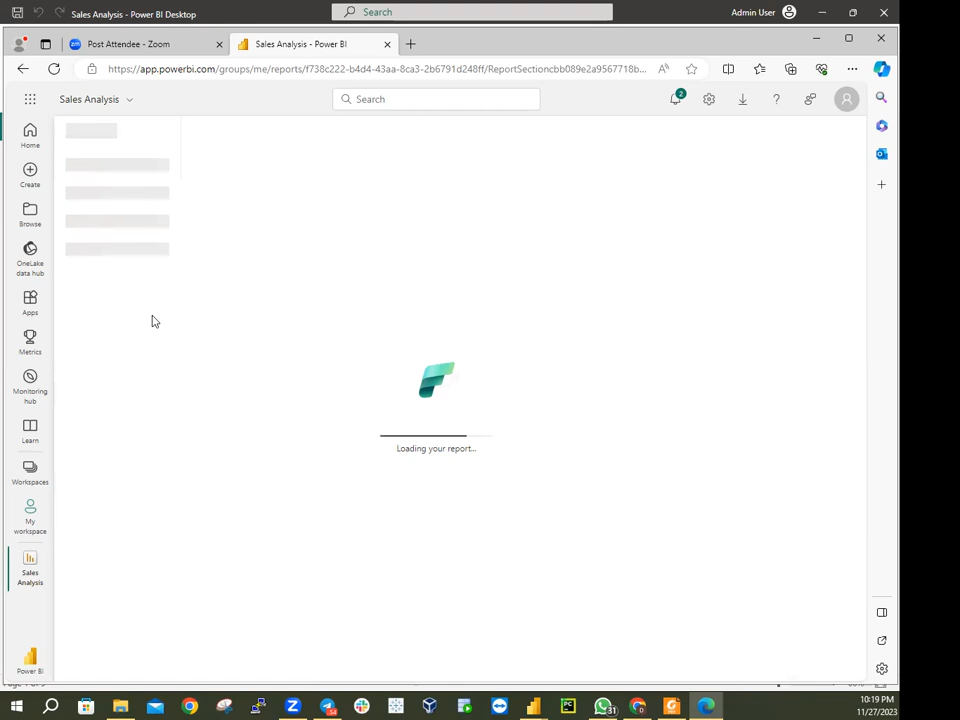 Sales Analysis - Power BI Desktop
Search
Admin User
Post Attendee - Zoom
Sales Analysis - Power BI
https://app.powerbi.com/groups/me/reports/f738c222-b4d4-43aa-8ca3-2b6791d248ff/ReportSectioncbb089e2a9567718b...
Sales Analysis
Search
2
Home
Create
Browse
OneLake
data hub
Apps
Metrics
Monitoring
hub
Learn
Workspaces
My
workspace
Sales
Analysis
Power BI
Loading your report...
31
10:19 PM
11/27/2023